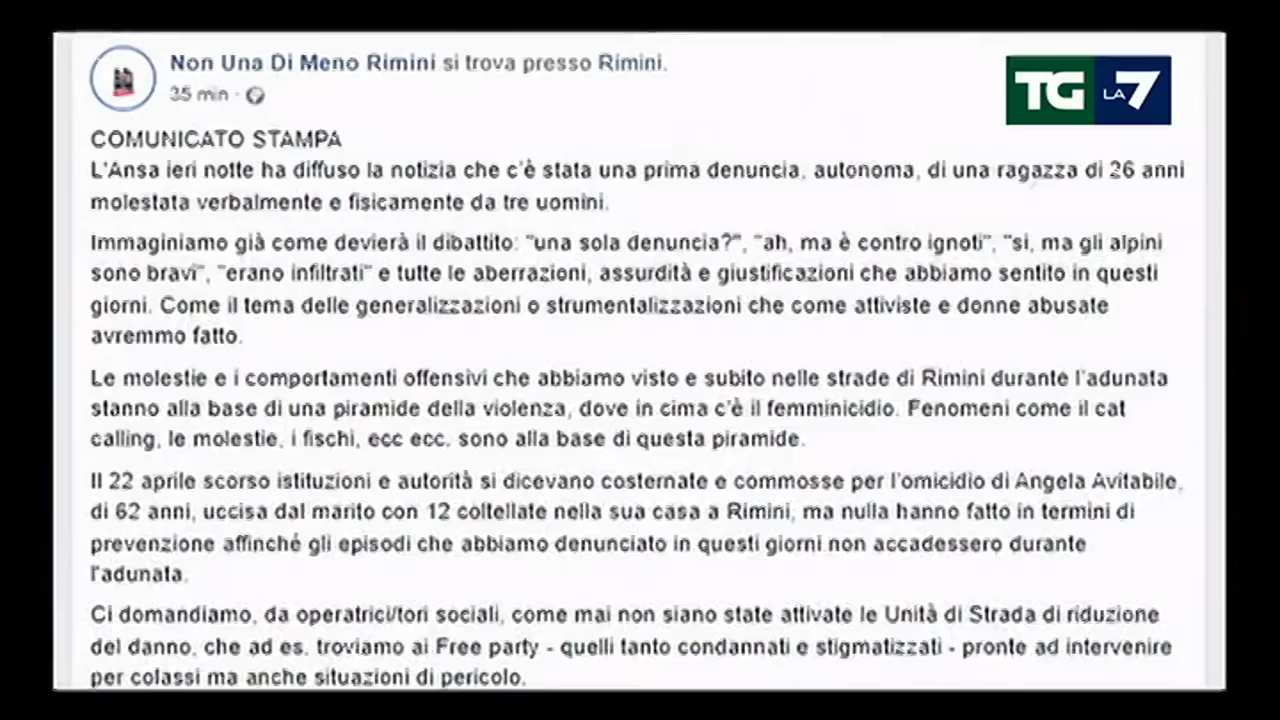 Non Una Di Meno Rimini si trova presso Rimini.
35 min ·
TG LA7
COMUNICATO STAMPA
L'Ansa ieri notte ha diffuso la notizia che c'è stata una prima denuncia, autonoma, di una ragazza di 26 anni
molestata verbalmente e fisicamente da tre uomini.
Immaginiamo già come devierà il dibattito: "una sola denuncia?", "ah, ma è contro ignoti", "si, ma gli alpini
sono bravi", "erano infiltrati" e tutte le aberrazioni, assurdità e giustificazioni che abbiamo sentito in questi
giorni. Come il tema delle generalizzazioni o strumentalizzazioni che come attiviste e donne abusate
avremmo fatto.
Le molestie e i comportamenti offensivi che abbiamo visto e subito nelle strade di Rimini durante l'adunata
stanno alla base di una piramide della violenza, dove in cima c'è il femminicidio. Fenomeni come il cat
calling, le molestie, i fischi, ecc ecc. sono alla base di questa piramide.
Il 22 aprile scorso istituzioni e autorità si dicevano costernate e commosse per l'omicidio di Angela Avitabile,
di 62 anni, uccisa dal marito con 12 coltellate nella sua casa a Rimini, ma nulla hanno fatto in termini di
prevenzione affinché gli episodi che abbiamo denunciato in questi giorni non accadessero durante
l'adunata.
Ci domandiamo, da operatrici/tori sociali, come mai non siano state attivate le Unità di Strada di riduzione
del danno, che ad es. troviamo ai Free party - quelli tanto condannati e stigmatizzati - pronte ad intervenire
per colassi ma anche situazioni di pericolo.